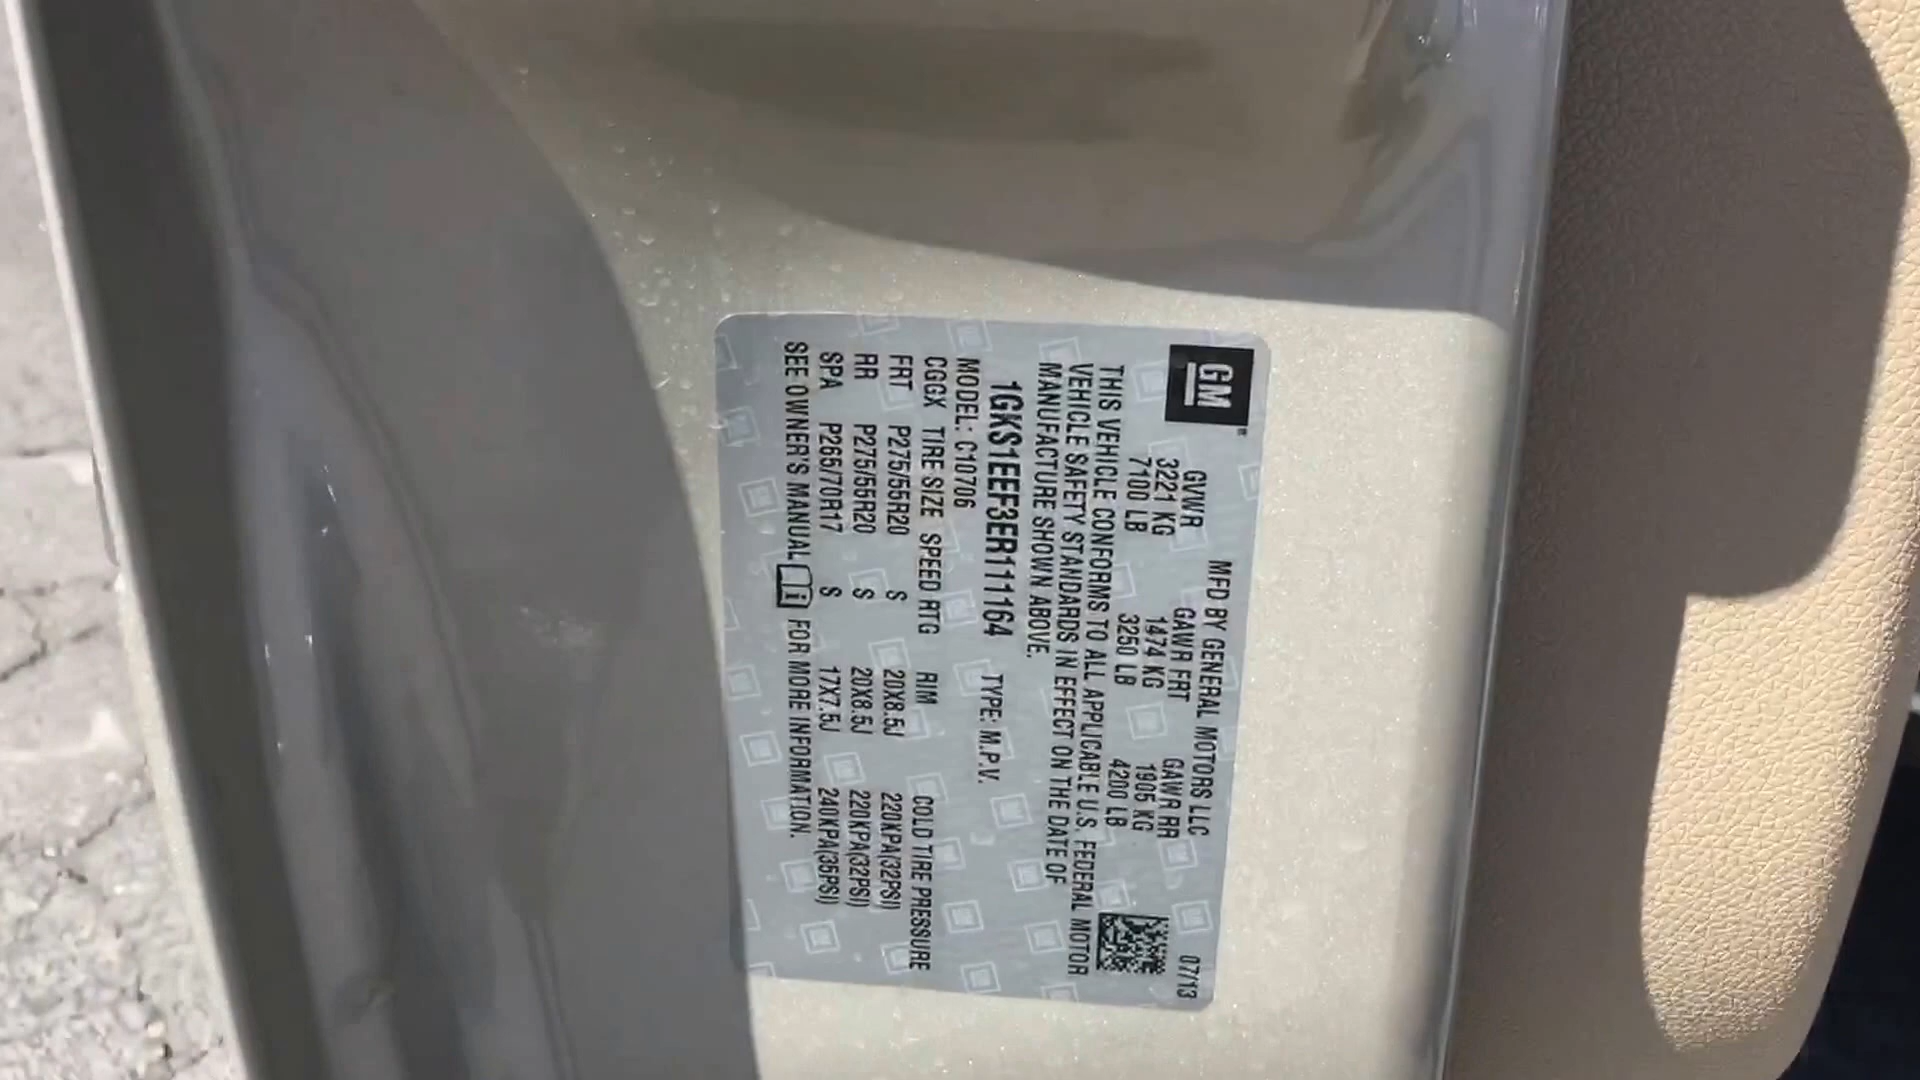 GM
MFD BY GENERAL MOTORS LLC 07/13
GVWR GAWR FRT GAWR RR
3221 KG 1474 KG 1905 KG
7100 LB 3250 LB 4200 LB
THIS VEHICLE CONFORMS TO ALL APPLICABLE U.S. FEDERAL MOTOR
VEHICLE SAFETY STANDARDS IN EFFECT ON THE DATE OF
MANUFACTURE SHOWN ABOVE.
1GKS1EEF3ER111164 TYPE: M.P.V.
MODEL: C10706
CGGX TIRE SIZE SPEED RTG RIM COLD TIRE PRESSURE
FRT P275/55R20 S 20X8.5J 220KPA(32PSI)
RR P275/55R20 S 20X8.5J 220KPA(32PSI)
SPA P265/70R17 S 17X7.5J 240KPA(35PSI)
SEE OWNER'S MANUAL i FOR MORE INFORMATION.